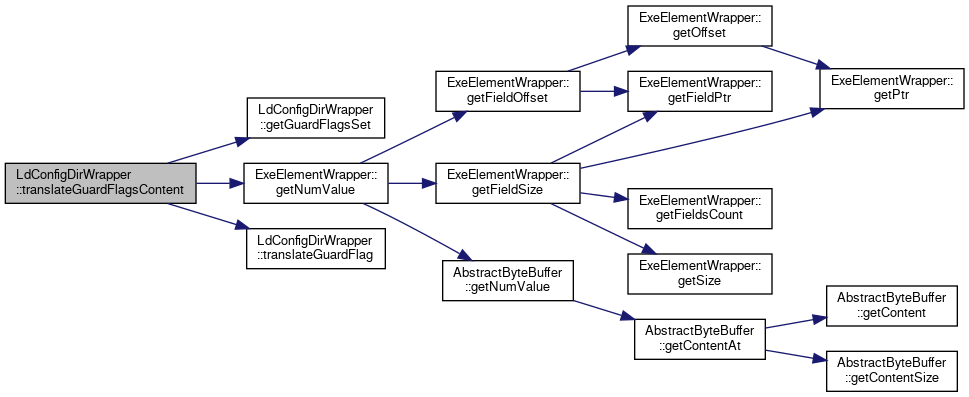 LdConfigDirWrapper
::translateGuardFlagsContent
LdConfigDirWrapper
::getGuardFlagsSet
ExeElementWrapper::
getNumValue
LdConfigDirWrapper
::translateGuardFlag
ExeElementWrapper::
getFieldOffset
ExeElementWrapper::
getFieldSize
AbstractByteBuffer
::getNumValue
ExeElementWrapper::
getOffset
ExeElementWrapper::
getFieldPtr
ExeElementWrapper::
getFieldsCount
ExeElementWrapper::
getSize
AbstractByteBuffer
::getContentAt
ExeElementWrapper::
getPtr
AbstractByteBuffer
::getContent
AbstractByteBuffer
::getContentSize